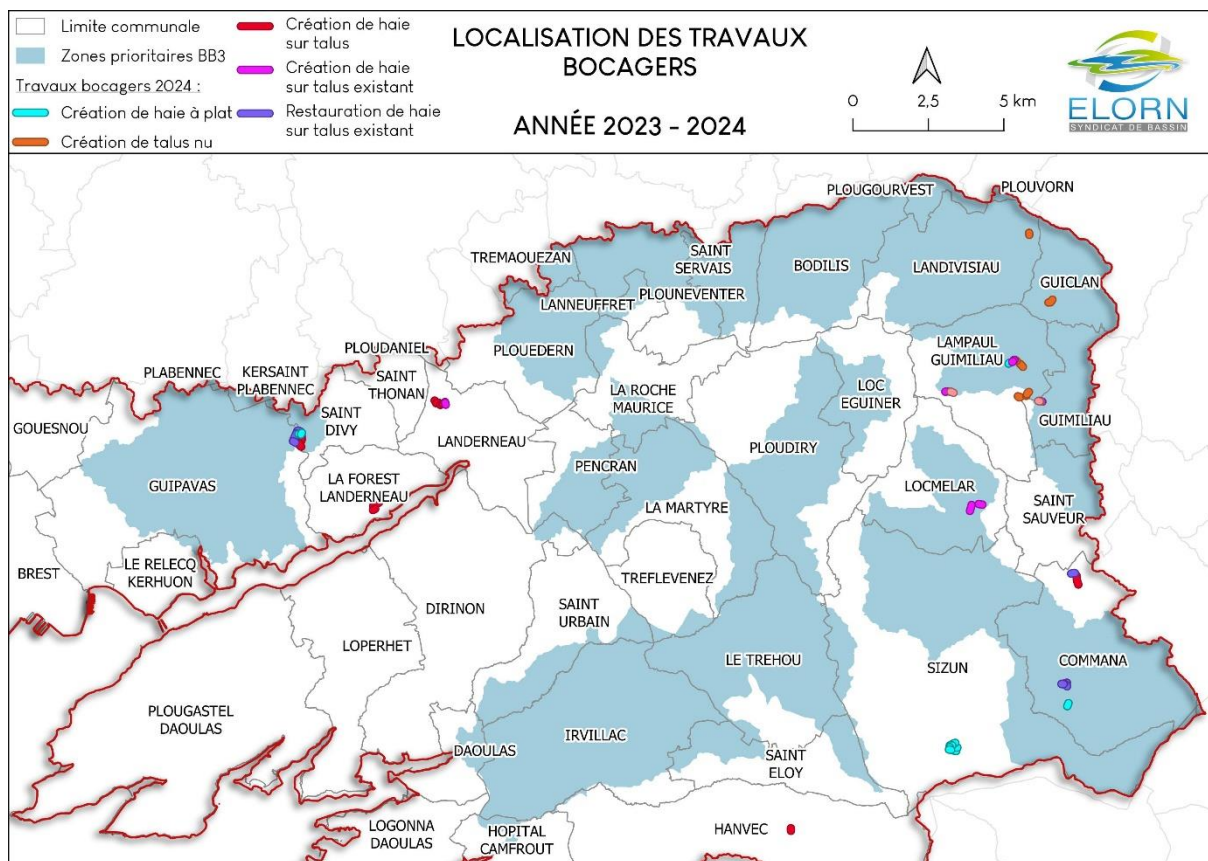 Limite communale
Zones prioritaires BB3
Travaux bocagers 2024 :
Création de haie à plat
Création de talus nu
Création de haie
sur talus
Création de haie
sur talus existant
Restauration de haie
sur talus existant
LOCALISATION DES TRAVAUX
BOCAGERS
ANNÉE 2023 - 2024
0 2,5 5 km
ELORN
SYNDICAT DE BASSIN
PLOUGOURVEST
PLOUVORN
TREMAOUEZAN
SAINT
SERVAIS
BODILIS
LANDIVISIAU
GUICLAN
LANNEUFFRET
PLOUNEVENTER
PLOUEDERN
LAMPAUL
GUIMILIAU
PLOUDANIEL
KERSAINT
PLABENNEC
PLABENNEC
SAINT
THONAN
LA ROCHE
MAURICE
LOC
EGUINER
GOUESNOU
SAINT
DIVY
LANDERNEAU
GUIMILIAU
PLOUDIRY
GUIPAVAS
LA FOREST
LANDERNEAU
PENCRAN
LOCMELAR
LA MARTYRE
SAINT
SAUVEUR
BREST
LE RELECQ
KERHUON
TREFLEVENEZ
DIRINON
SAINT
URBAIN
LOPERHET
LE TREHOU
SIZUN
COMMANA
PLOUGASTEL
DAOULAS
IRVILLAC
DAOULAS
SAINT
ELOY
LOGONNA
DAOULAS
HOPITAL
CAMFROUT
HANVEC